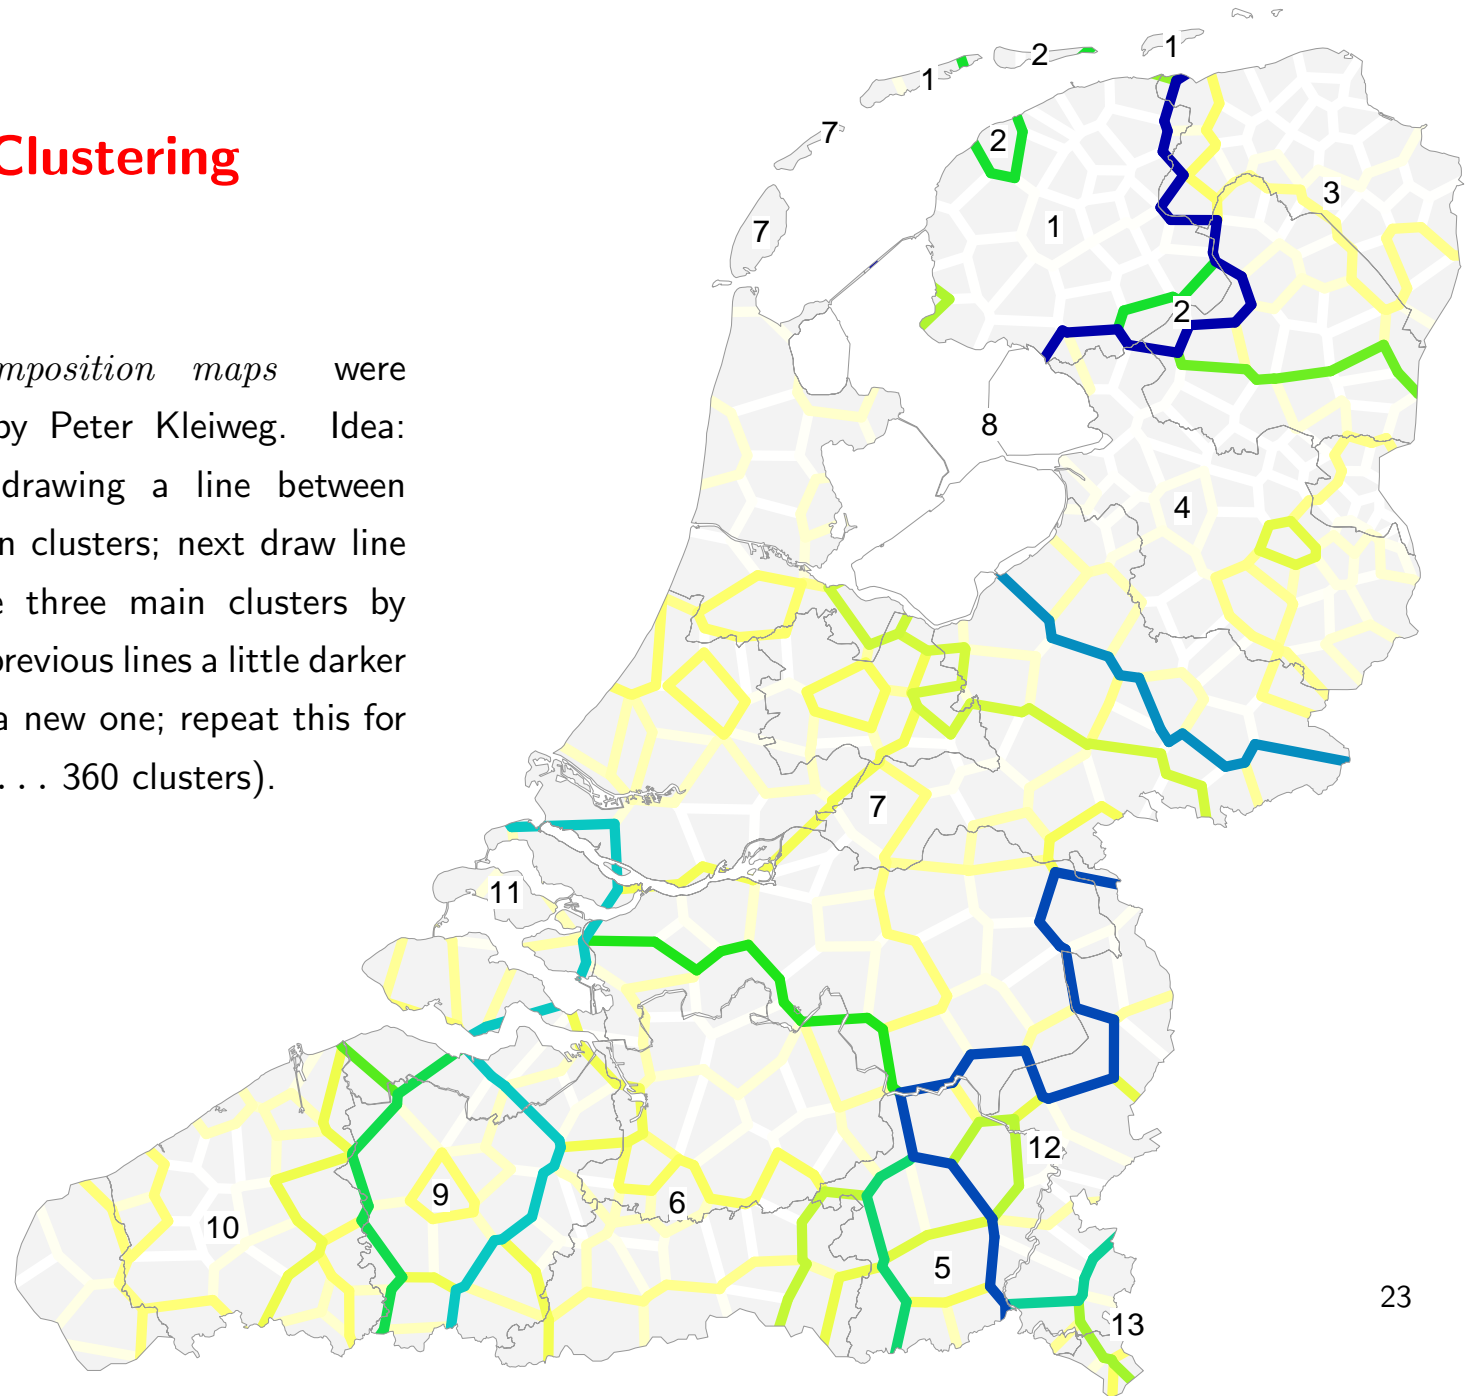 Clustering
mposition maps were
by Peter Kleiweg. Idea:
drawing a line between
n clusters; next draw line
e three main clusters by
previous lines a little darker
a new one; repeat this for
. . . 360 clusters).
1
2
1
7
2
3
7
1
2
8
4
7
11
12
9
6
10
5
23
13